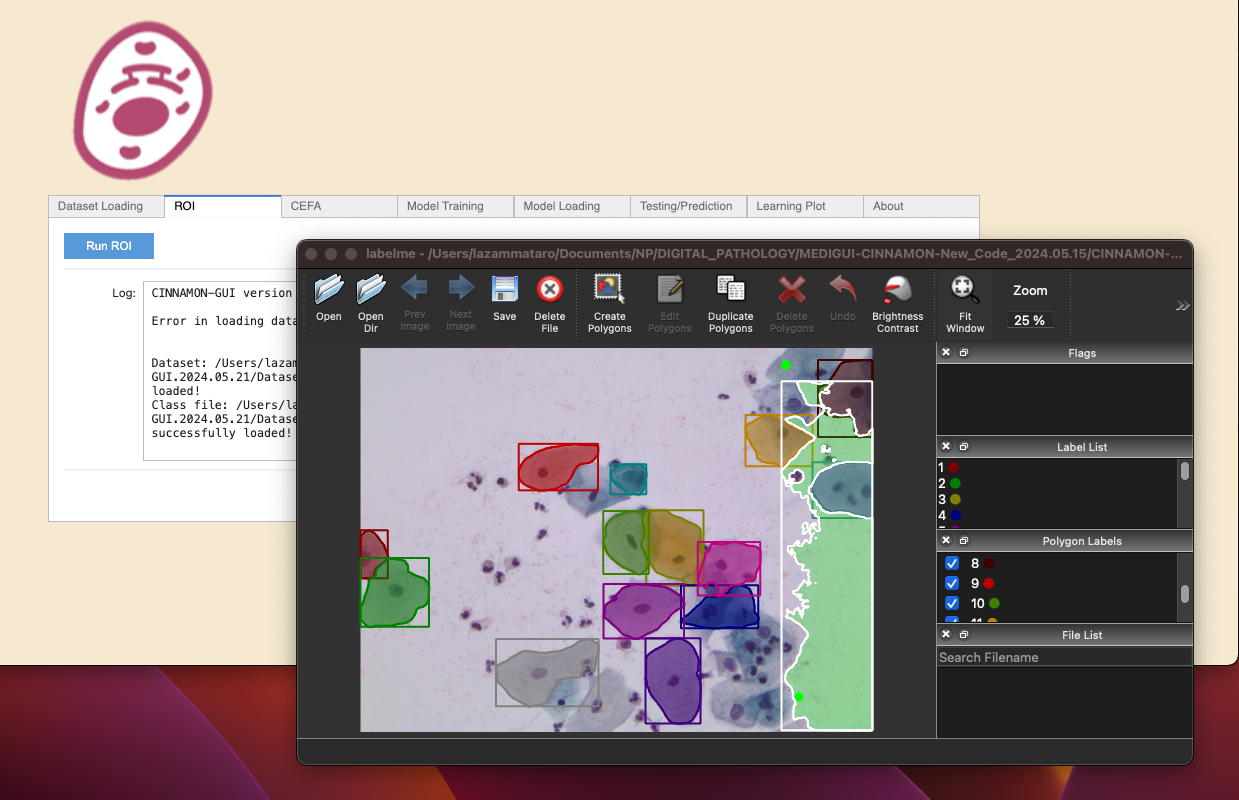 Dataset Loading
ROI
CEFA
Model Training
Model Loading
Testing/Prediction
Learning Plot
About
Run ROI
Log:
CINNAMON-GUI version
Error in loading data
Dataset: /Users/lazam
GUI.2024.05.21/Datase
loaded!
Class file: /Users/la
GUI.2024.05.21/Datase
successfully loaded!
labelme - /Users/lazammataro/Documents/NP/DIGITAL_PATHOLOGY/MEDIGUI-CINNAMON-New_Code_2024.05.15/CINNAMON-...
Open
Open Dir
Prev Image
Next Image
Save
Delete File
Create Polygons
Edit Polygons
Duplicate Polygons
Delete Polygons
Undo
Brightness Contrast
Fit Window
Zoom
25 %
Flags
Label List
1
2
3
4
Polygon Labels
8
9
10
11
File List
Search Filename